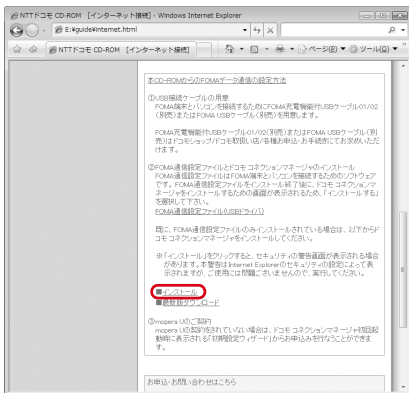 NTTドコモ CD-ROM [インターネット接続] - Windows Internet Explorer
E:¥guide¥internet.html
NTTドコモ CD-ROM [インターネット接続]
ページ(P) ツール(O)
本CD-ROMからのFOMAデータ通信の設定方法
①USB接続ケーブルの用意
FOMA端末とパソコンを接続するためにFOMA充電機能付USBケーブル01/02
(別売)またはFOMA USBケーブル(別売)を用意します。
FOMA充電機能付USBケーブル01/02(別売)またはFOMA USBケーブル(別
売)はドコモショップ/ドコモ取扱い店/各種お申込・お手続きにてお求めいただ
けます。
②FOMA通信設定ファイルとドコモ コネクションマネージャのインストール
FOMA通信設定ファイルはFOMA端末とパソコンを接続するためのソフトウェア
です。FOMA通信設定ファイルをインストール終了後に、ドコモ コネクションマ
ネージャをインストールするための画面が表示されるため、「インストールする」
を選択して下さい。
FOMA通信設定ファイル(USBドライバ)
既に、FOMA通信設定ファイルのみインストールされている場合は、以下からド
コモ コネクションマネージャをインストールしてください。
※「インストール」をクリックすると、セキュリティの警告画面が表示される場合
があります。本警告はInternet Explorerのセキュリティの設定によって表
示されますが、ご使用には問題ございませんので、実行してください。
■インストール
■最新版ダウンロード
③mopera Uのご契約
mopera Uの契約をされていない場合は、ドコモ コネクションマネージャ初回起
動時に表示される「初期設定ウィザード」からお申込みを行なうことができま
す。
お申込・お問い合わせはこちら